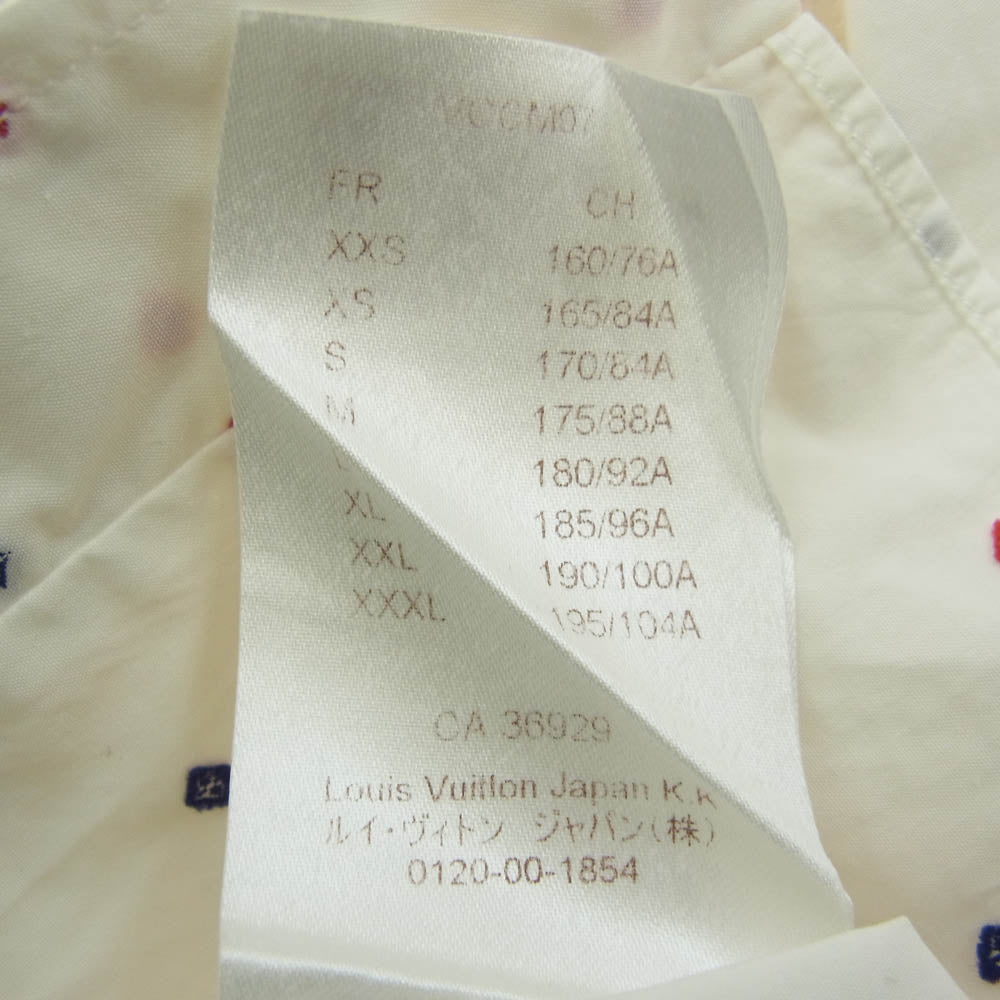 FR CH
XXS 160/76A
XS 165/84A
S 170/84A
M 175/88A
180/92A
XL 185/96A
XXL 190/100A
XXXL 195/104A
CA 36929
Louis Vuitton Japan K.K
ルイ・ヴィトン ジャパン(株)
0120-00-1854